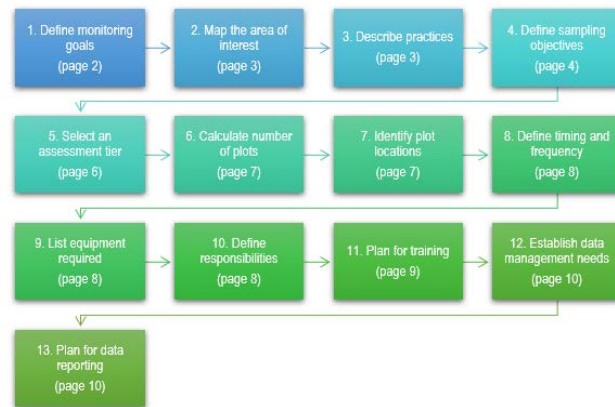 1. Define monitoring
goals
(page 2)
2. Map the area of
interest
(page 3)
3. Describe practices
(page 3)
4. Define sampling
objectives
(page 4)
5. Select an
assessment tier
(page 6)
6. Calculate number
of plots
(page 7)
7. Identify plot
locations
(page 7)
8. Define timing and
frequency
(page 8)
9. List equipment
required
(page 8)
10. Define
responsibilities
(page 8)
11. Plan for training
(page 9)
12. Establish data
management needs
(page 10)
13. Plan for data
reporting
(page 10)